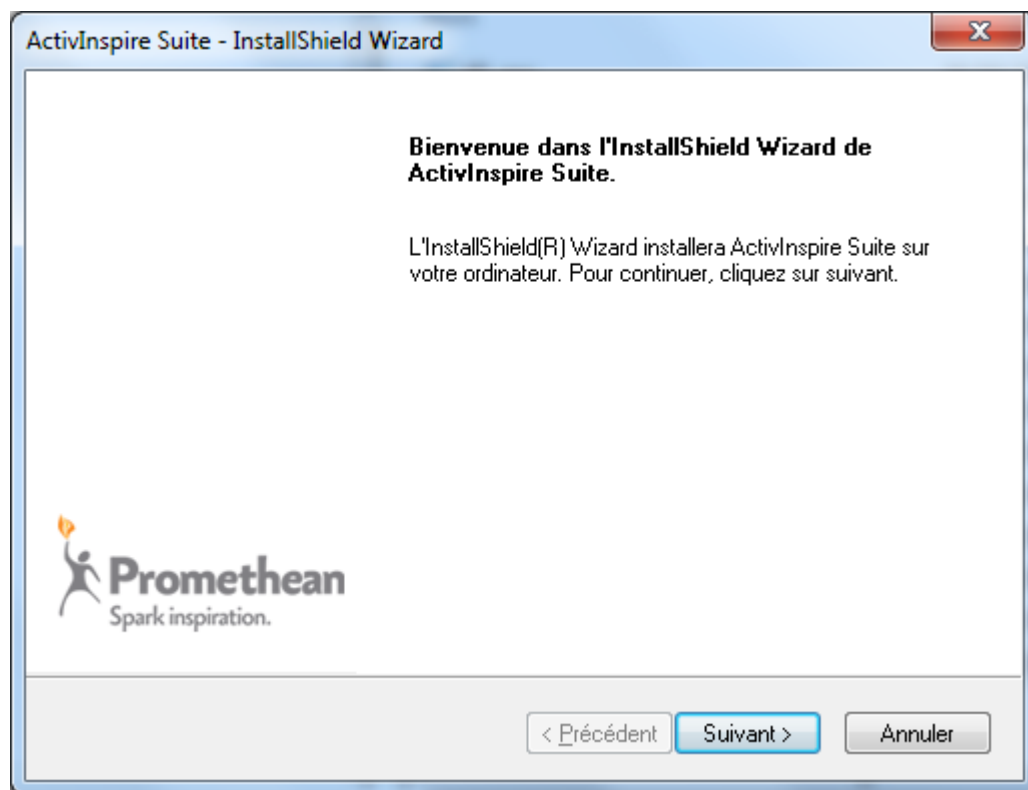 ActivInspire Suite - InstallShield Wizard
Bienvenue dans l'InstallShield Wizard de
ActivInspire Suite.
L'InstallShield(R) Wizard installera ActivInspire Suite sur
votre ordinateur. Pour continuer, cliquez sur suivant.
Promethean
Spark inspiration.
< Précédent Suivant > Annuler